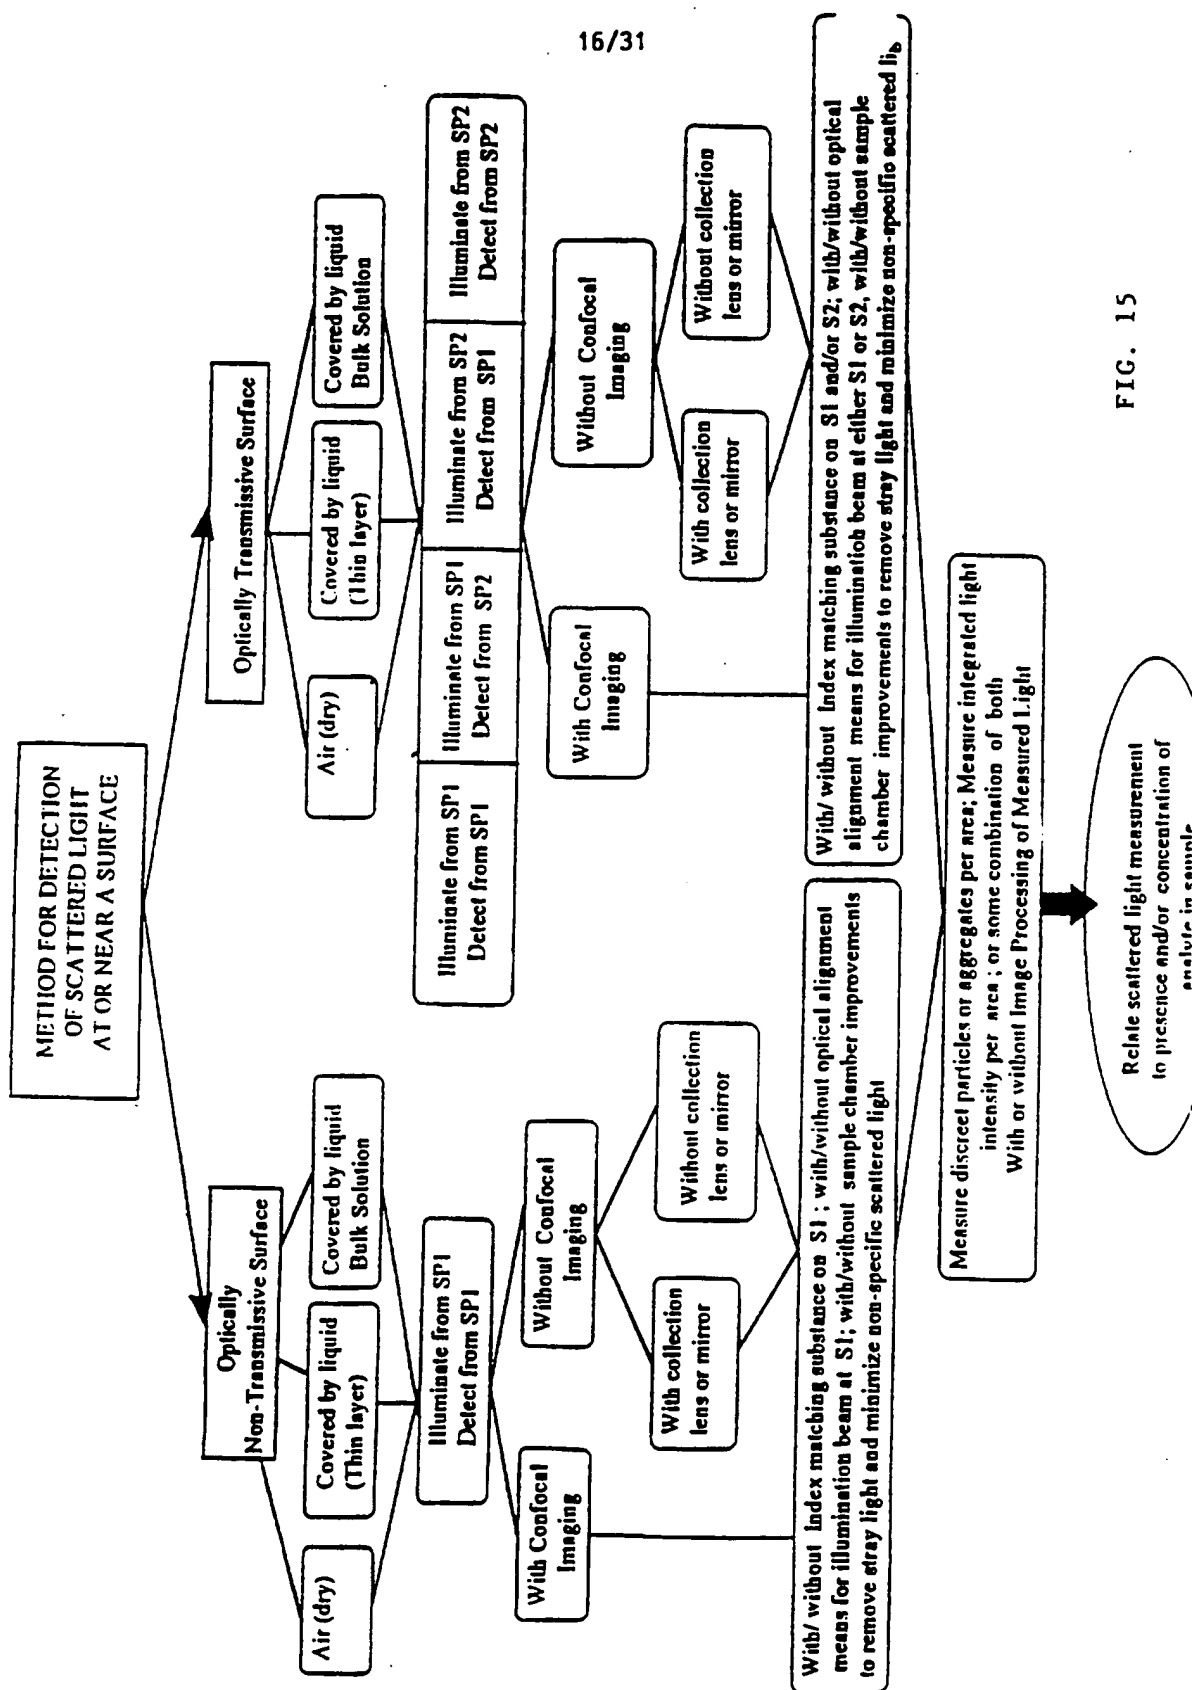 16/31
METHOD FOR DETECTION
OF SCATTERED LIGHT
AT OR NEAR A SURFACE
Optically
Non-Transmissive Surface
Optically Transmissive Surface
Air (dry)
Covered by liquid
(Thin layer)
Covered by liquid
Bulk Solution
Air (dry)
Covered by liquid
(Thin layer)
Covered by liquid
Bulk Solution
Illuminate from SP1
Detect from SP1
Illuminate from SP1
Detect from SP1
Illuminate from SP1
Detect from SP2
Illuminate from SP2
Detect from SP1
Illuminate from SP2
Detect from SP2
With Confocal
Imaging
Without Confocal
Imaging
With Confocal
Imaging
Without Confocal
Imaging
With collection
lens or mirror
Without collection
lens or mirror
With collection
lens or mirror
Without collection
lens or mirror
With/ without Index matching substance on S1 ; with/without optical alignment
means for illumination beam at S1; with/without sample chamber improvements
to remove stray light and minimize non-specific scattered light
With/ without Index matching substance on S1 and/or S2; with/without optical
alignment means for illumination beam at either S1 or S2, with/without sample
chamber improvements to remove stray light and minimize non-specific scattered
Measure discreet particles or aggregates per area; Measure integrated light
intensity per area ; or some combination of both
With or without Image Processing of Measured Light
Relate scattered light measurement
to presence and/or concentration of
analyte in sample
FIG. 15